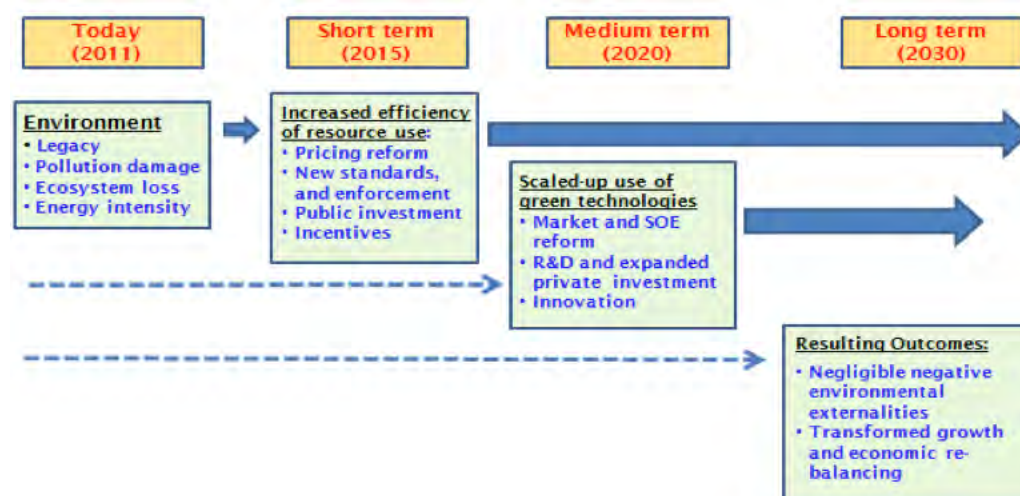 Today
(2011)
Short term
(2015)
Medium term
(2020)
Long term
(2030)
Environment
• Legacy
• Pollution damage
• Ecosystem loss
• Energy intensity
Increased efficiency
of resource use:
• Pricing reform
• New standards,
and enforcement
• Public investment
• Incentives
Scaled-up use of
green technologies
• Market and SOE
reform
• R&D and expanded
private investment
• Innovation
Resulting Outcomes:
• Negligible negative
environmental
externalities
• Transformed growth
and economic re-
balancing